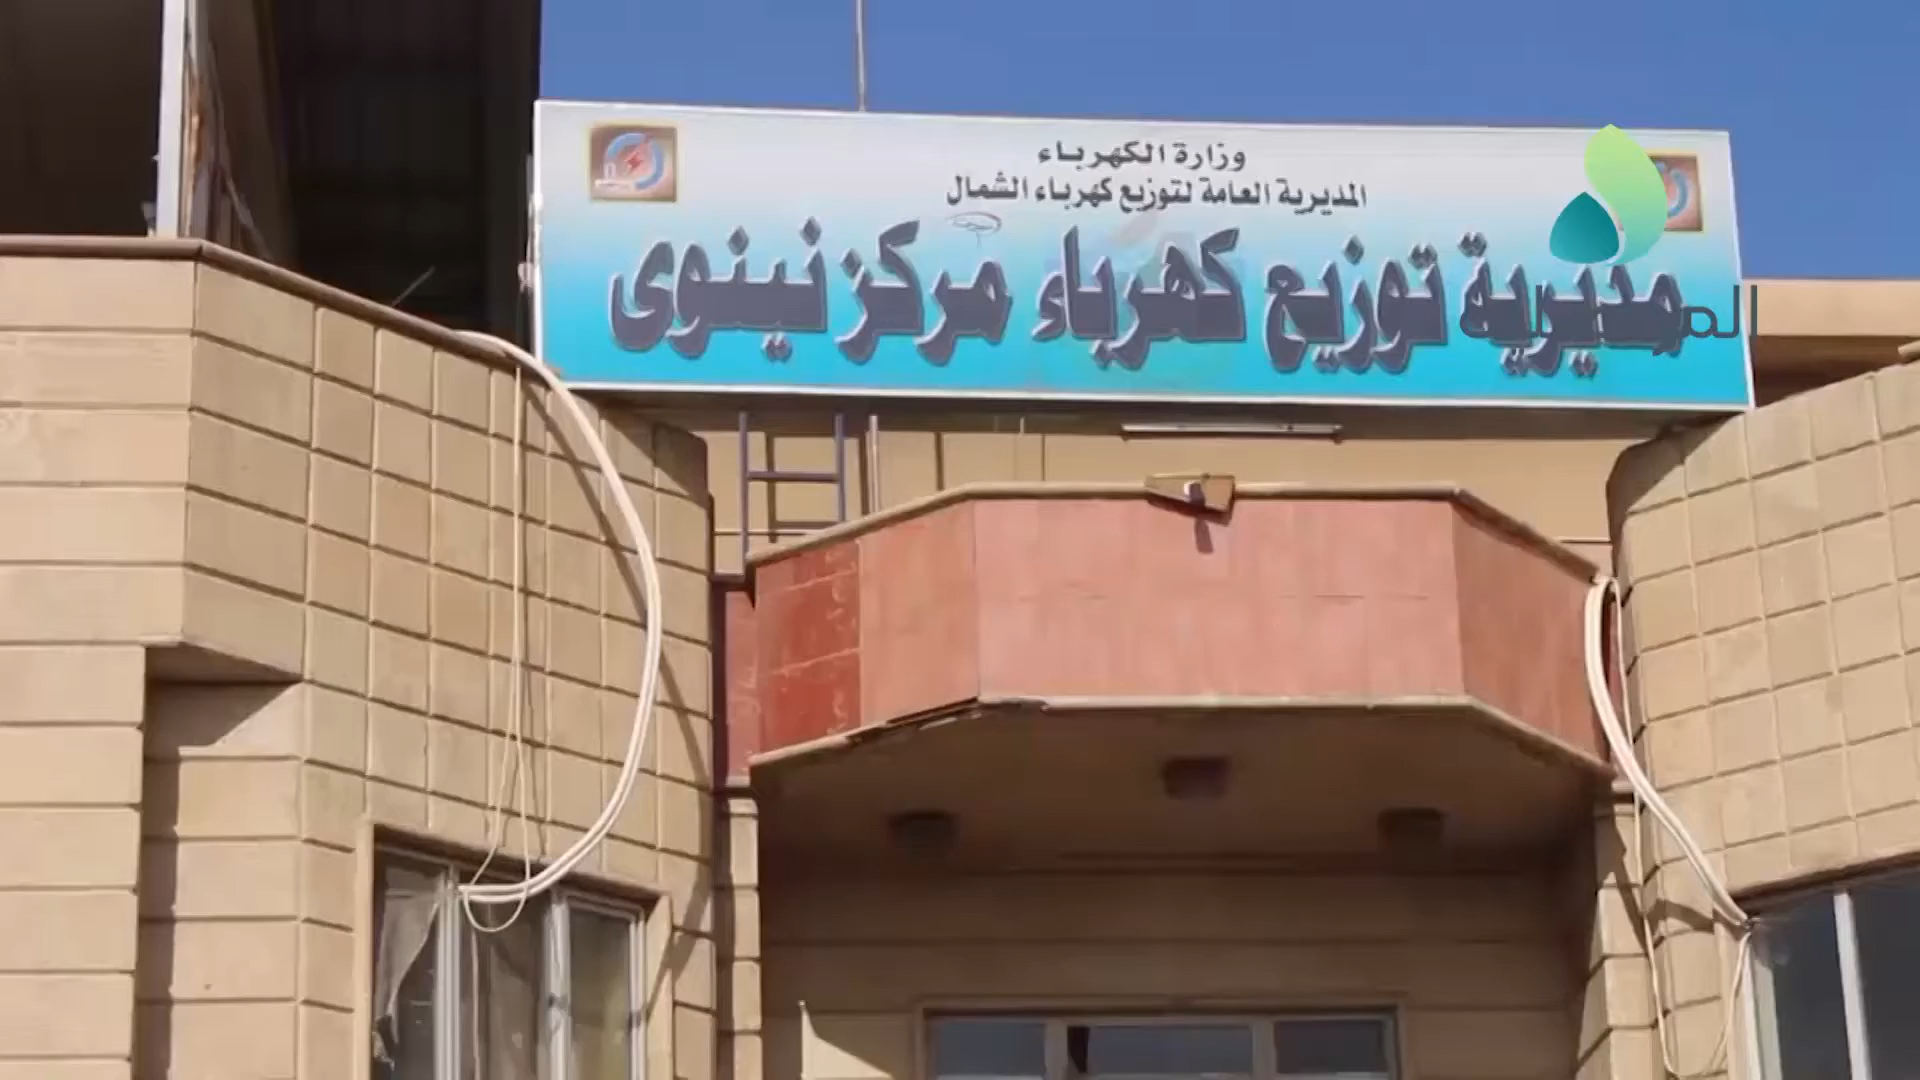 وزارة الكهرباء
المديرية العامة لتوزيع كهرباء الشمال
مديرية توزيع كهرباء مركز نينوى